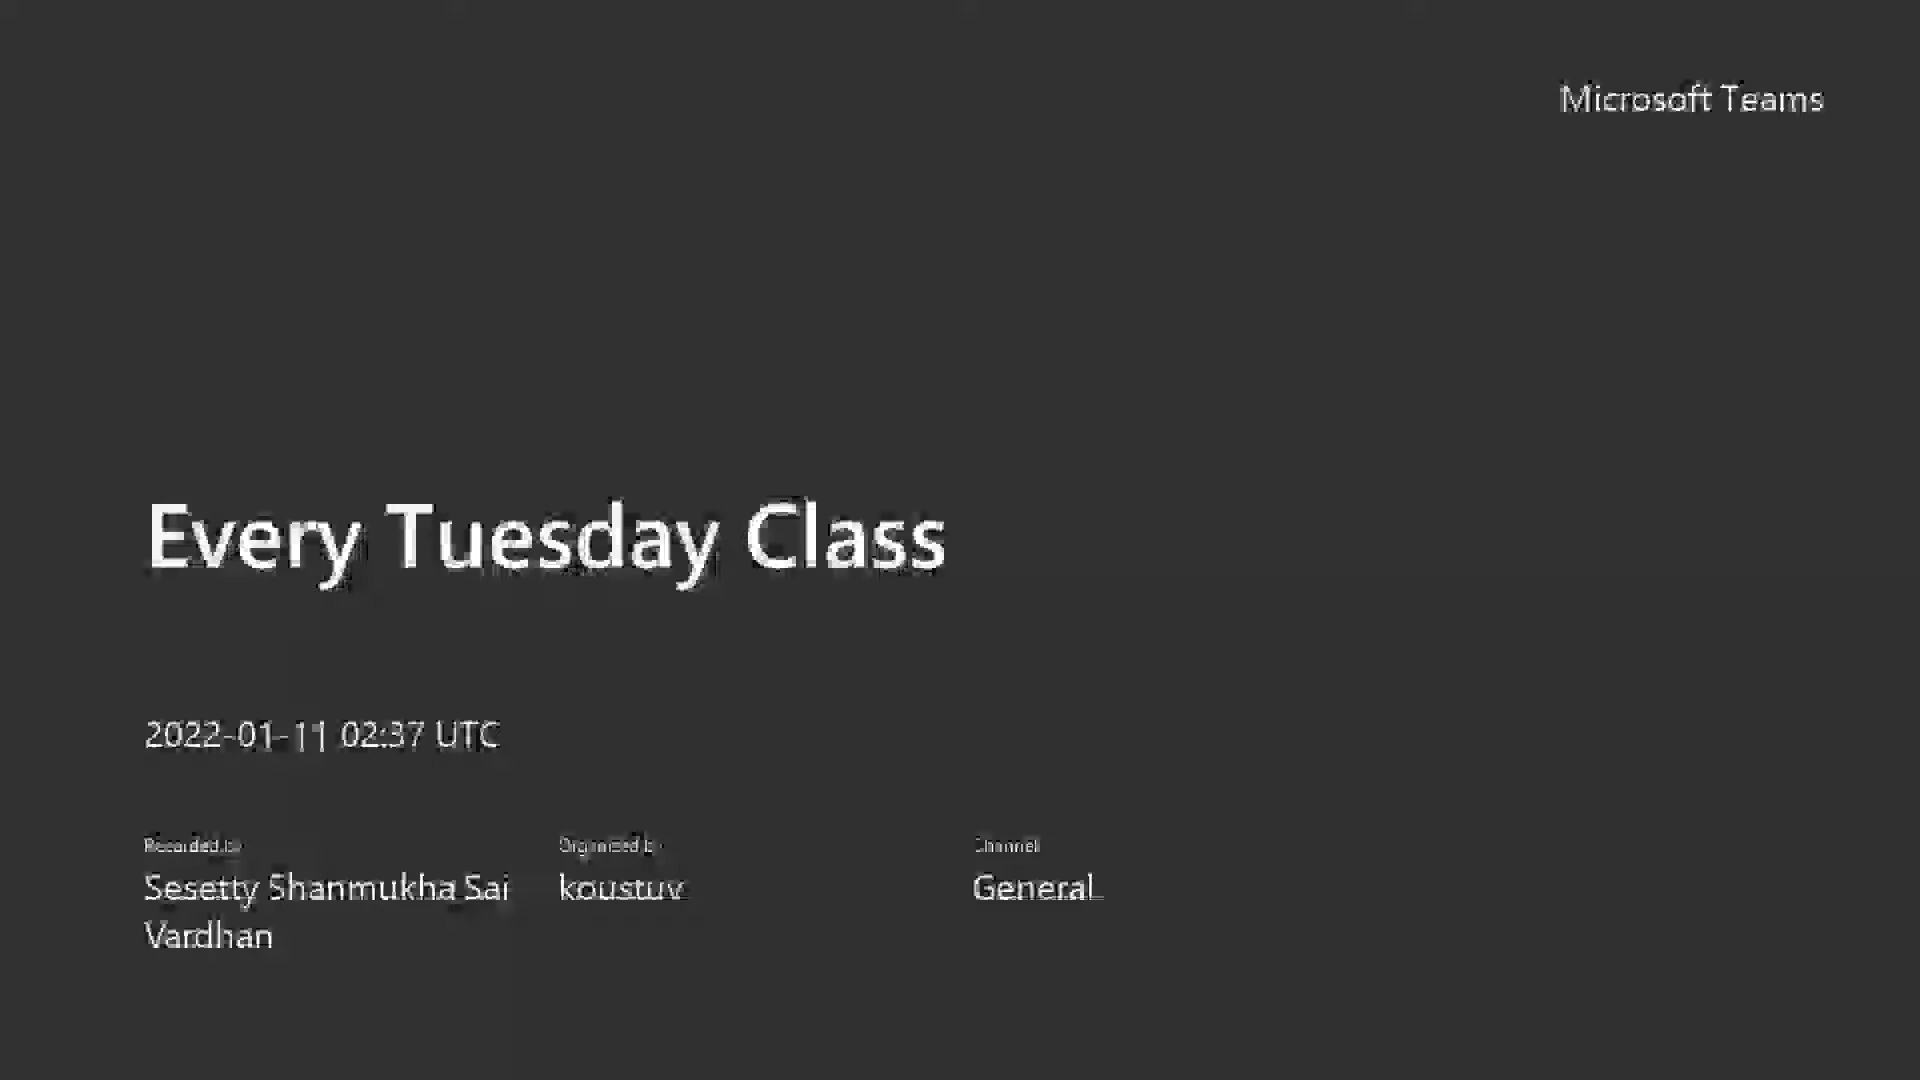 Microsoft Teams
Every Tuesday Class
2022-01-11 02:37 UTC
Recorded by
Organized by
Channel
Sesetty Shanmukha Sai
koustuv
General
Vardhan